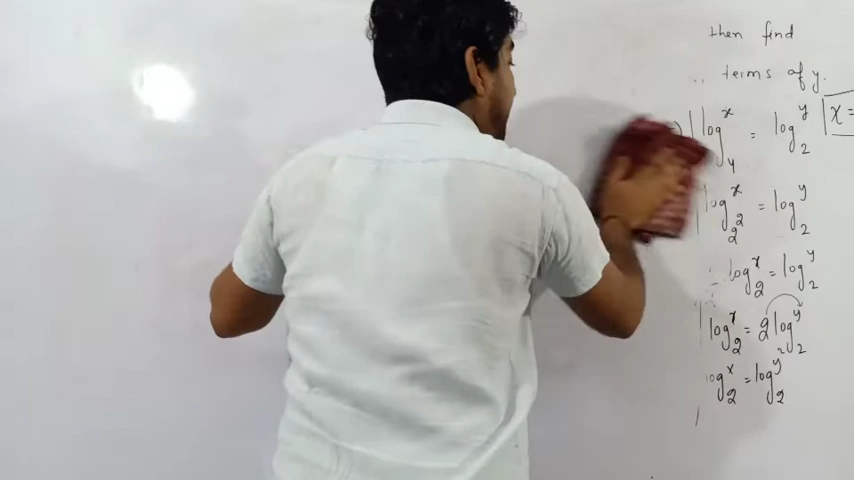 then find
terms of y.
log_4^x = log_2^y
x =
log_{2^2}^x = log_2^y
log_2^x = log_2^y
log_2^x = 2 log_2^y
log_2^x = log_2^{y^2}